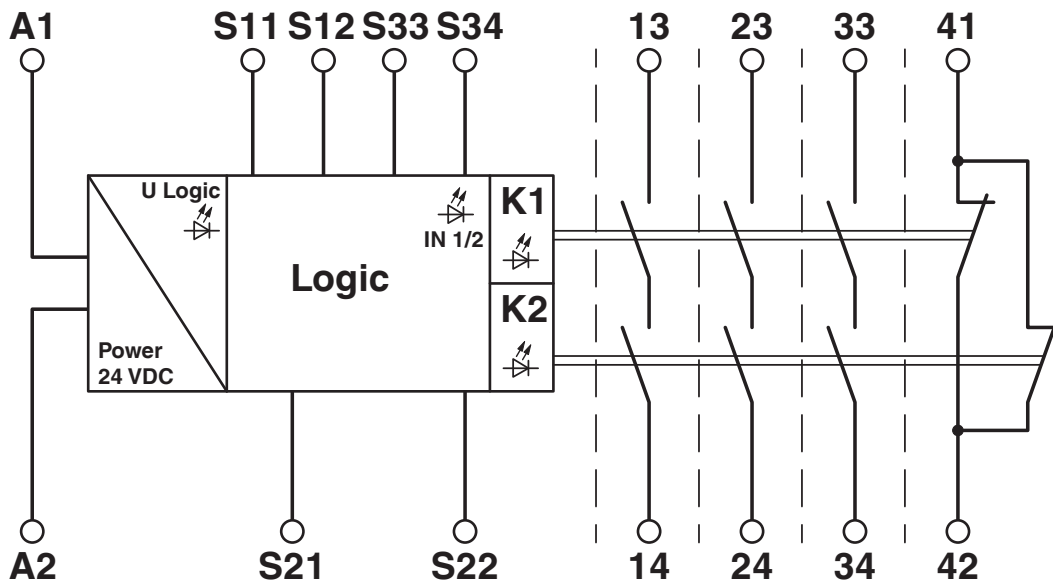 A1 S11 S12 S33 S34 13 23 33 41
U Logic
K1
IN 1/2
Logic
K2
Power
24 VDC
A2 S21 S22 14 24 34 42